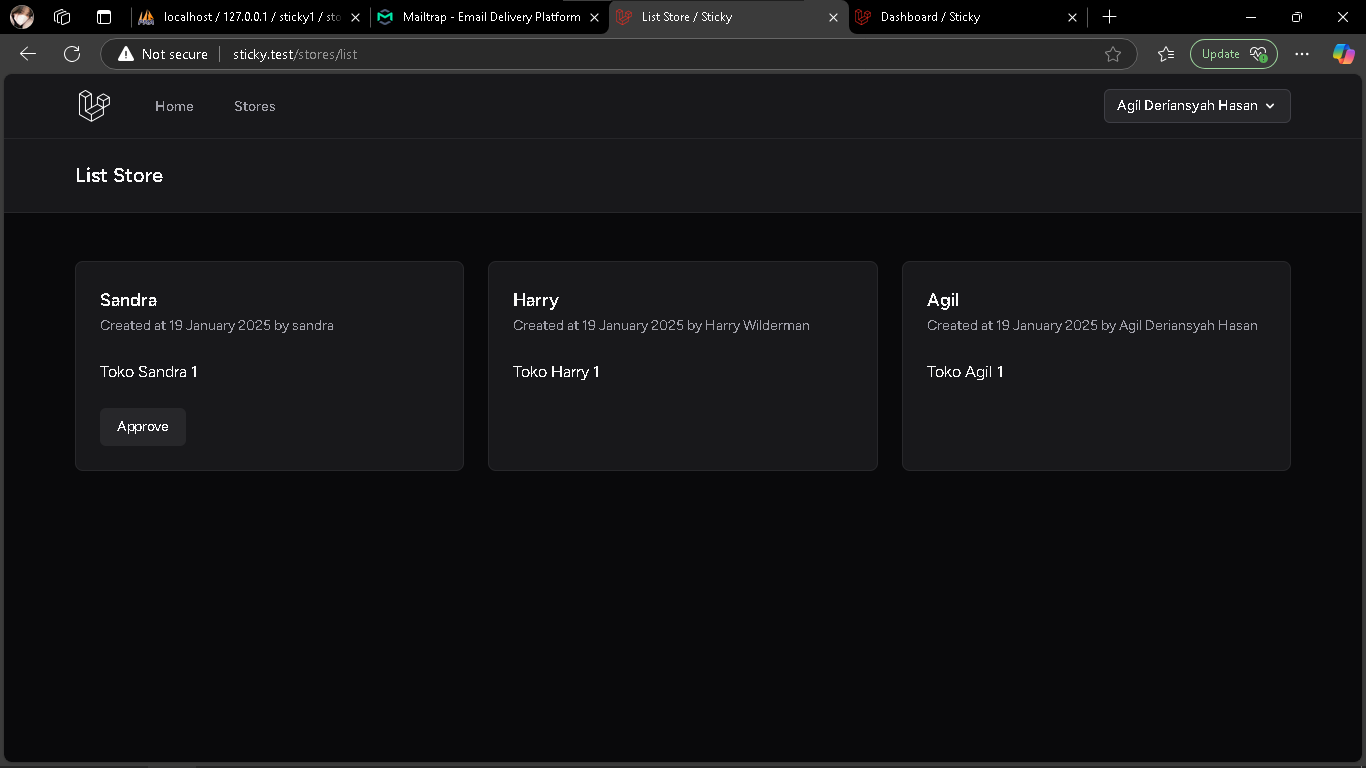 localhost / 127.0.0.1 / sticky1 / sto
Mailtrap - Email Delivery Platform
List Store / Sticky
Dashboard / Sticky
Not secure
sticky.test/stores/list
Update
Home
Stores
Agil Deriansyah Hasan
List Store
Sandra
Created at 19 January 2025 by sandra
Toko Sandra 1
Approve
Harry
Created at 19 January 2025 by Harry Wilderman
Toko Harry 1
Agil
Created at 19 January 2025 by Agil Deriansyah Hasan
Toko Agil 1